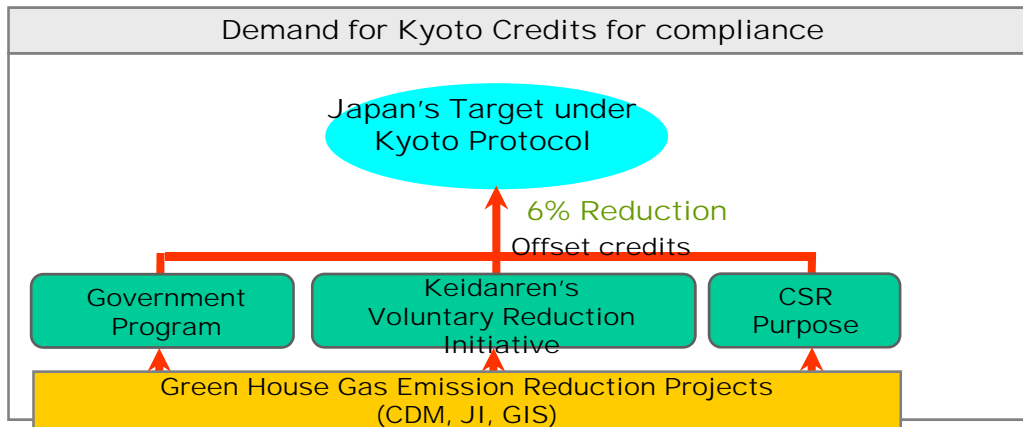 Demand for Kyoto Credits for compliance
Japan's Target under
Kyoto Protocol
6% Reduction
Offset credits
Government
Program
Keidanren's
Voluntary Reduction
Initiative
CSR
Purpose
Green House Gas Emission Reduction Projects
(CDM, JI, GIS)